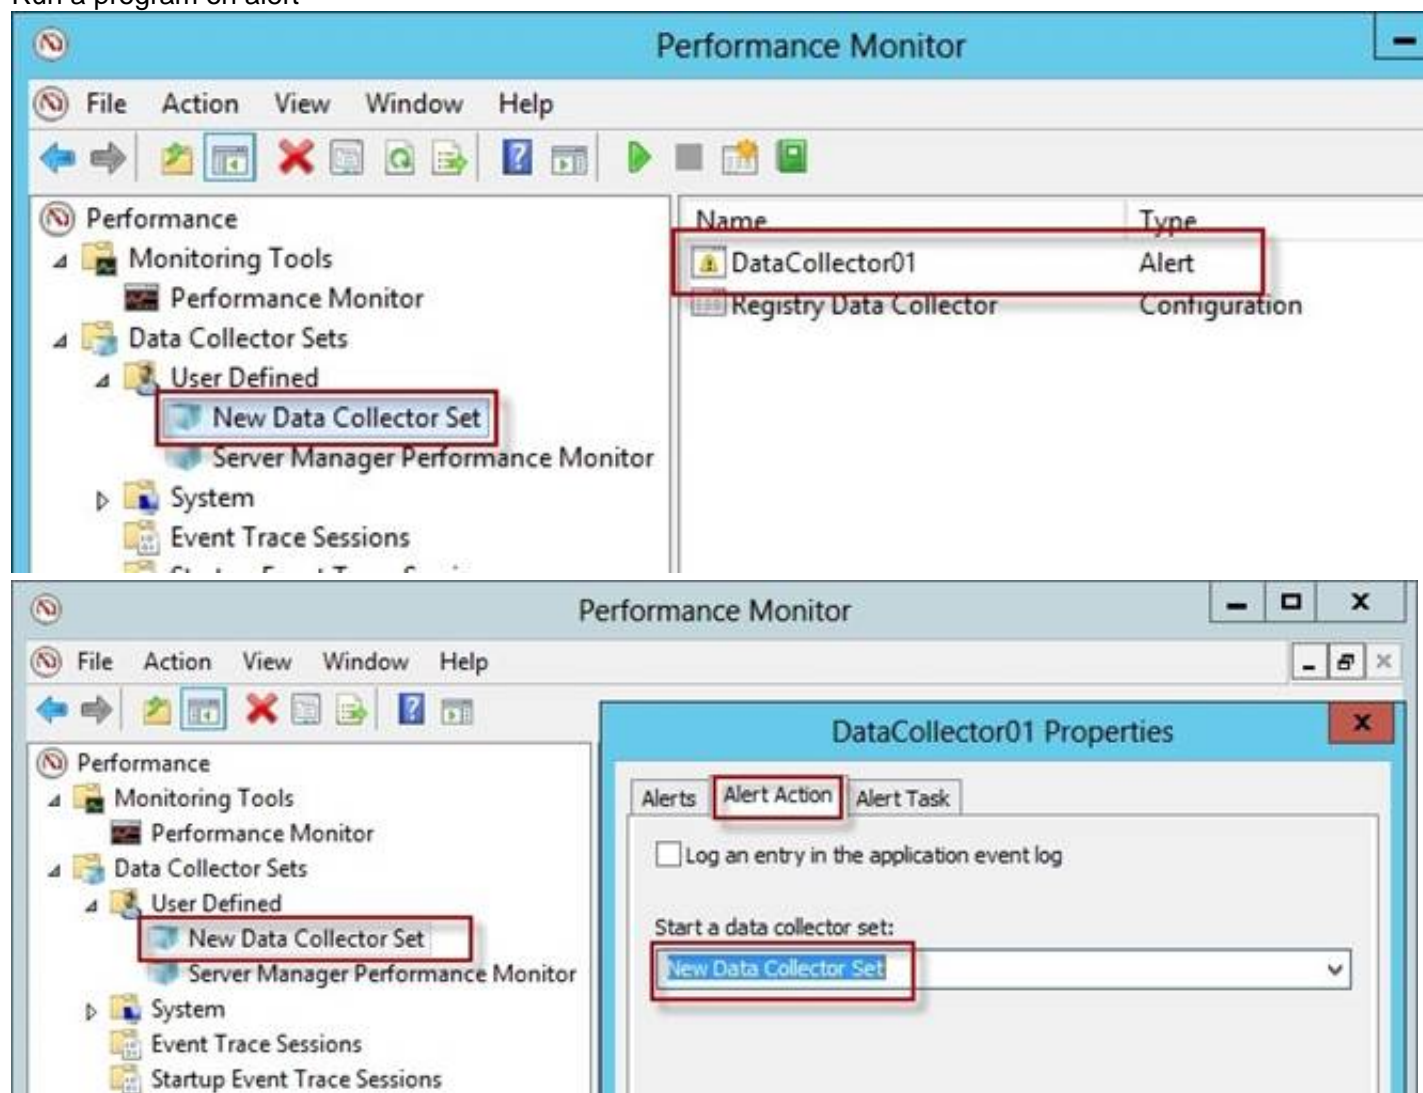 Run a program on alert
Performance Monitor
File Action View Window Help
Performance
Monitoring Tools
Performance Monitor
Data Collector Sets
User Defined
New Data Collector Set
Server Manager Performance Monitor
System
Event Trace Sessions
Name Type
DataCollector01 Alert
Registry Data Collector Configuration
Performance Monitor
File Action View Window Help
Performance
Monitoring Tools
Performance Monitor
Data Collector Sets
User Defined
New Data Collector Set
Server Manager Performance Monitor
System
Event Trace Sessions
Startup Event Trace Sessions
DataCollector01 Properties
Alerts Alert Action Alert Task
Log an entry in the application event log
Start a data collector set:
New Data Collector Set